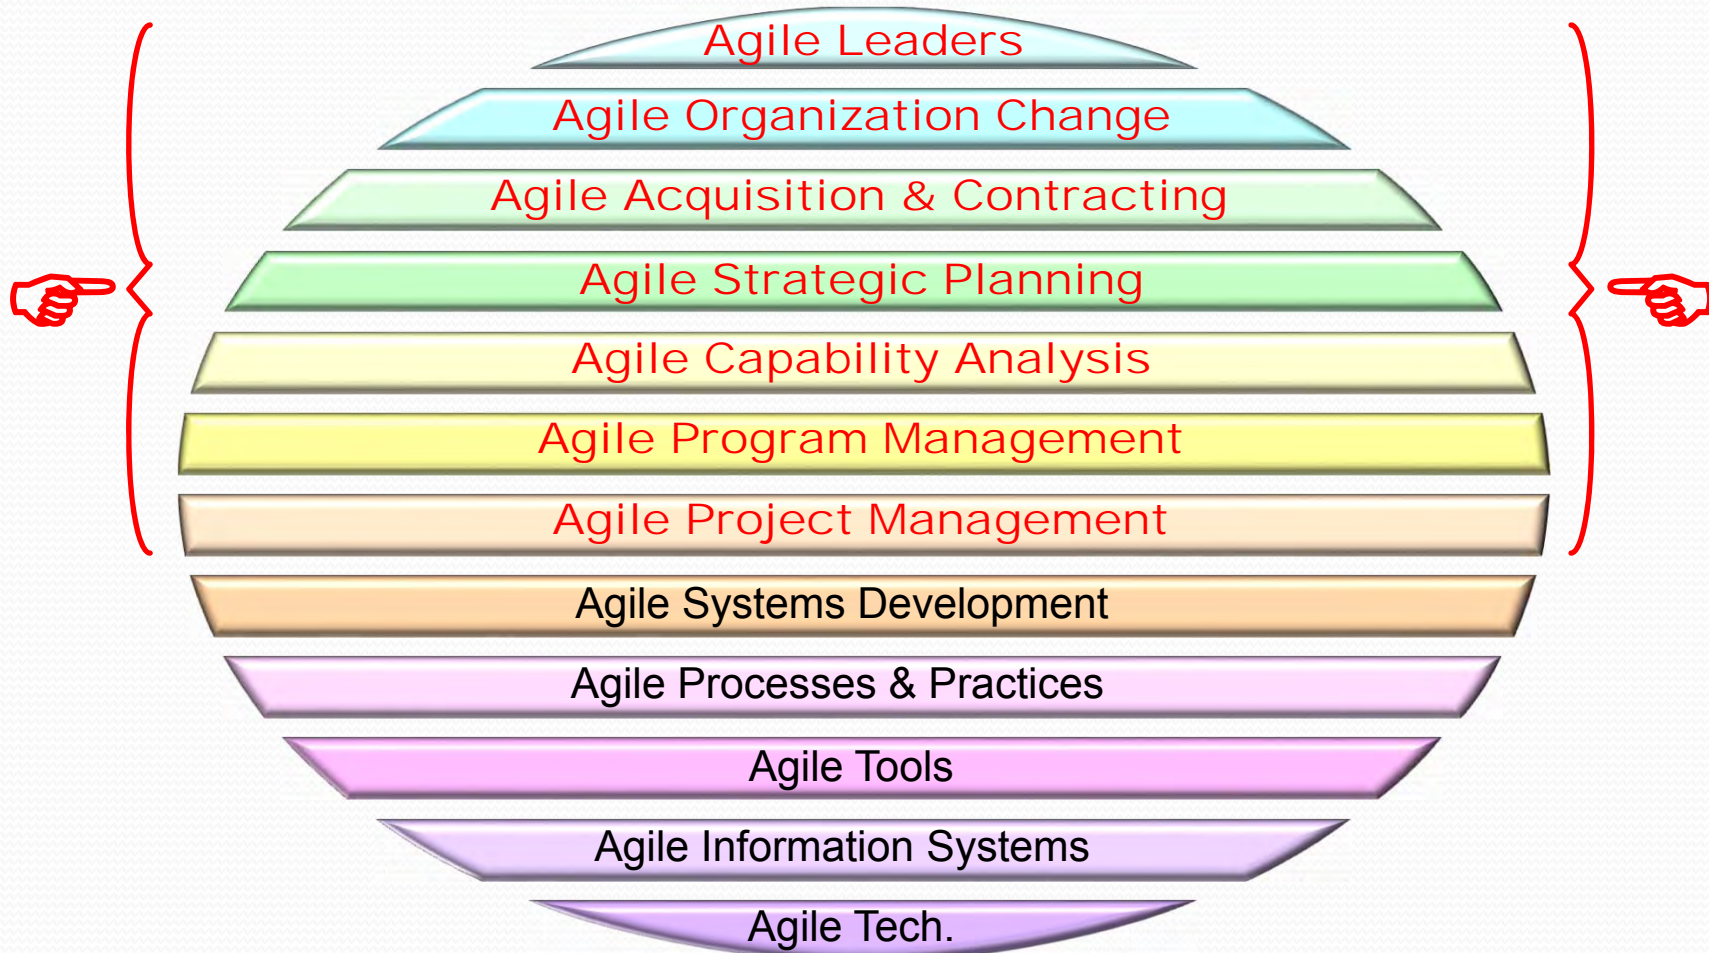 Agile Leaders
Agile Organization Change
Agile Acquisition & Contracting
Agile Strategic Planning
Agile Capability Analysis
Agile Program Management
Agile Project Management
Agile Systems Development
Agile Processes & Practices
Agile Tools
Agile Information Systems
Agile Tech.